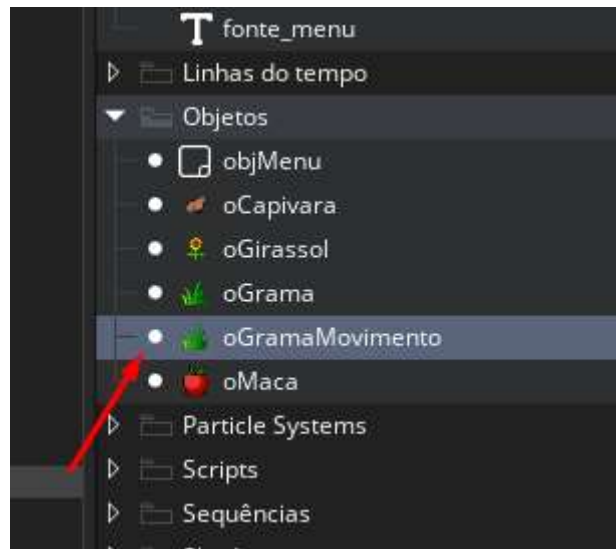 fonte_menu
Linhas do tempo
Objetos
objMenu
oCapivara
oGirassol
oGrama
oGramaMovimento
oMaca
Particle Systems
Scripts
Sequências